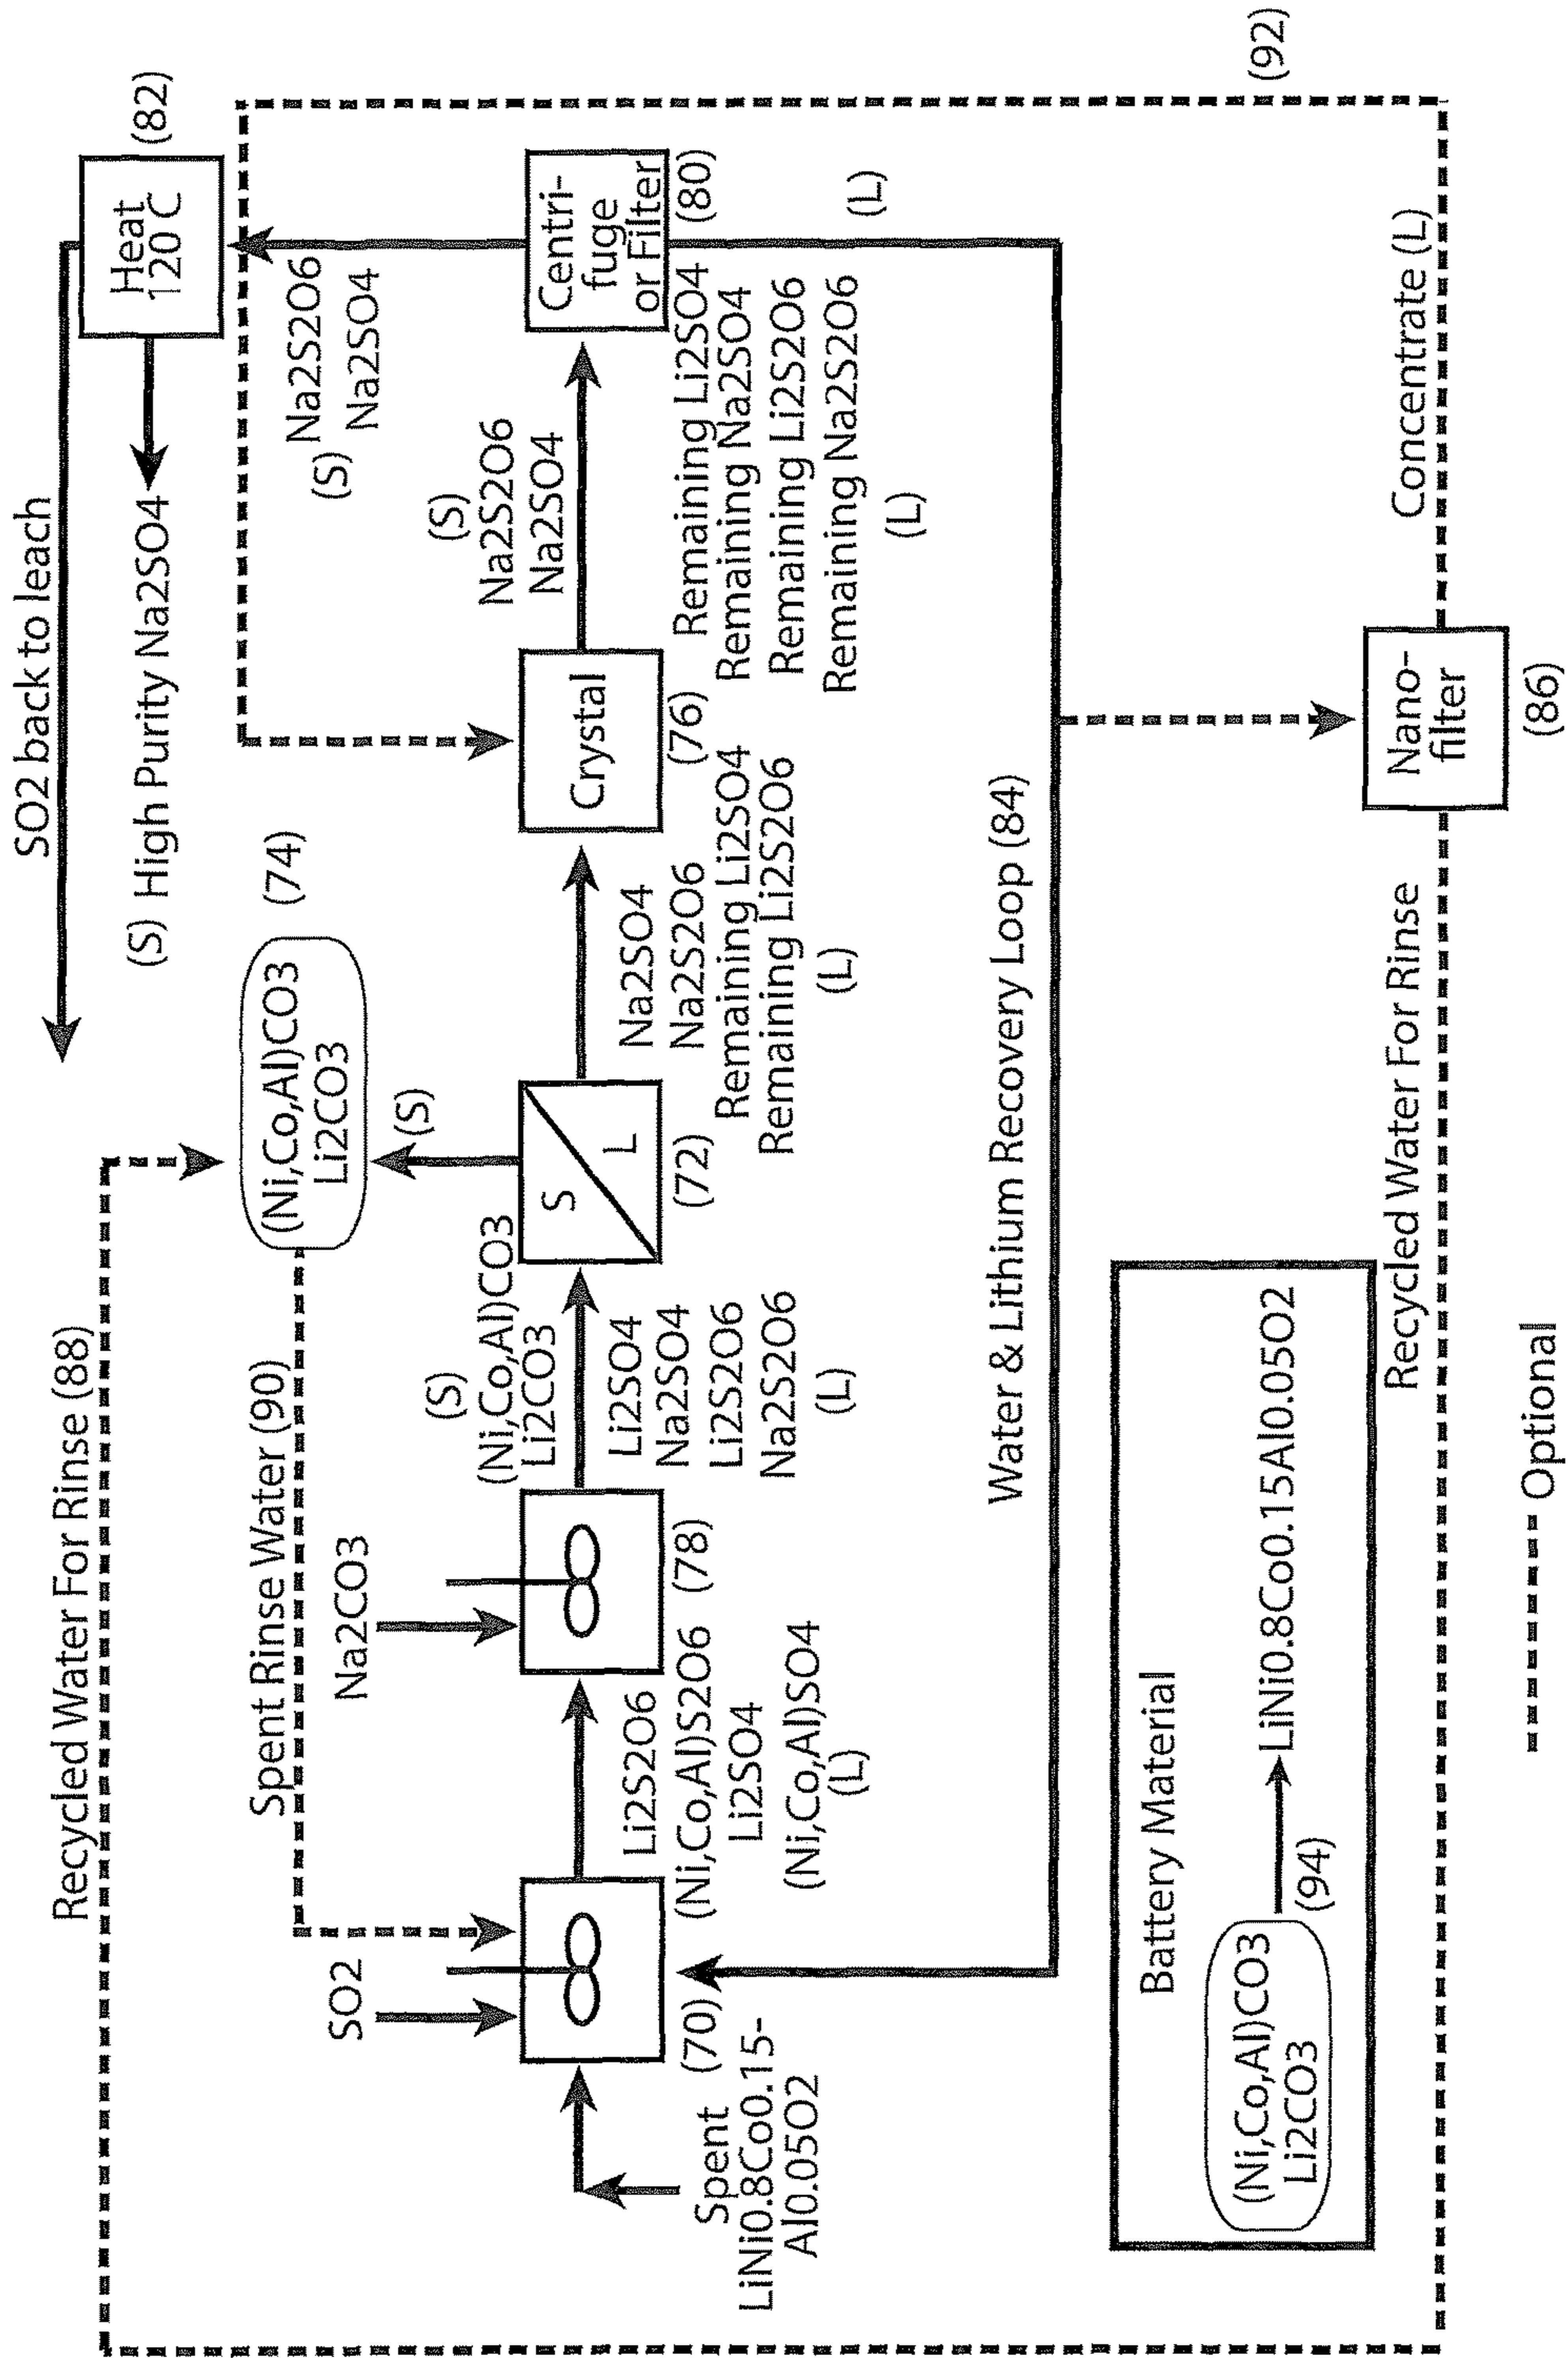 SO2 back to leach
(S) High Purity Na2SO4
Heat
120 C
(82)
Recycled Water For Rinse (88)
Spent Rinse Water (90)
(Ni,Co,Al)CO3
Li2CO3
(74)
(S)
Na2S2O6
Na2SO4
(S)
SO2
Na2CO3
(S)
(Ni,Co,Al)CO3
Li2CO3
S
L
(S)
Na2S2O6
Na2SO4
Crystal
Centri-
fuge
or Filter
(70)
Spent
LiNi0.8Co0.15-
Al0.05O2
Li2S2O6
(Ni,Co,Al)S2O6
Li2SO4
(Ni,Co,Al)SO4
(L)
(78)
Li2SO4
Na2SO4
Li2S2O6
Na2S2O6
(L)
(72)
Na2SO4
Na2S2O6
Remaining Li2SO4
Remaining Li2S2O6
(L)
(76)
Remaining Li2SO4
Remaining Na2SO4
Remaining Li2S2O6
Remaining Na2S2O6
(L)
(80)
(L)
Water & Lithium Recovery Loop (84)
Battery Material
(Ni,Co,Al)CO3
Li2CO3
(94)
LiNi0.8Co0.15Al0.05O2
Recycled Water For Rinse
Nano-
filter
(86)
Concentrate (L)
(92)
Optional